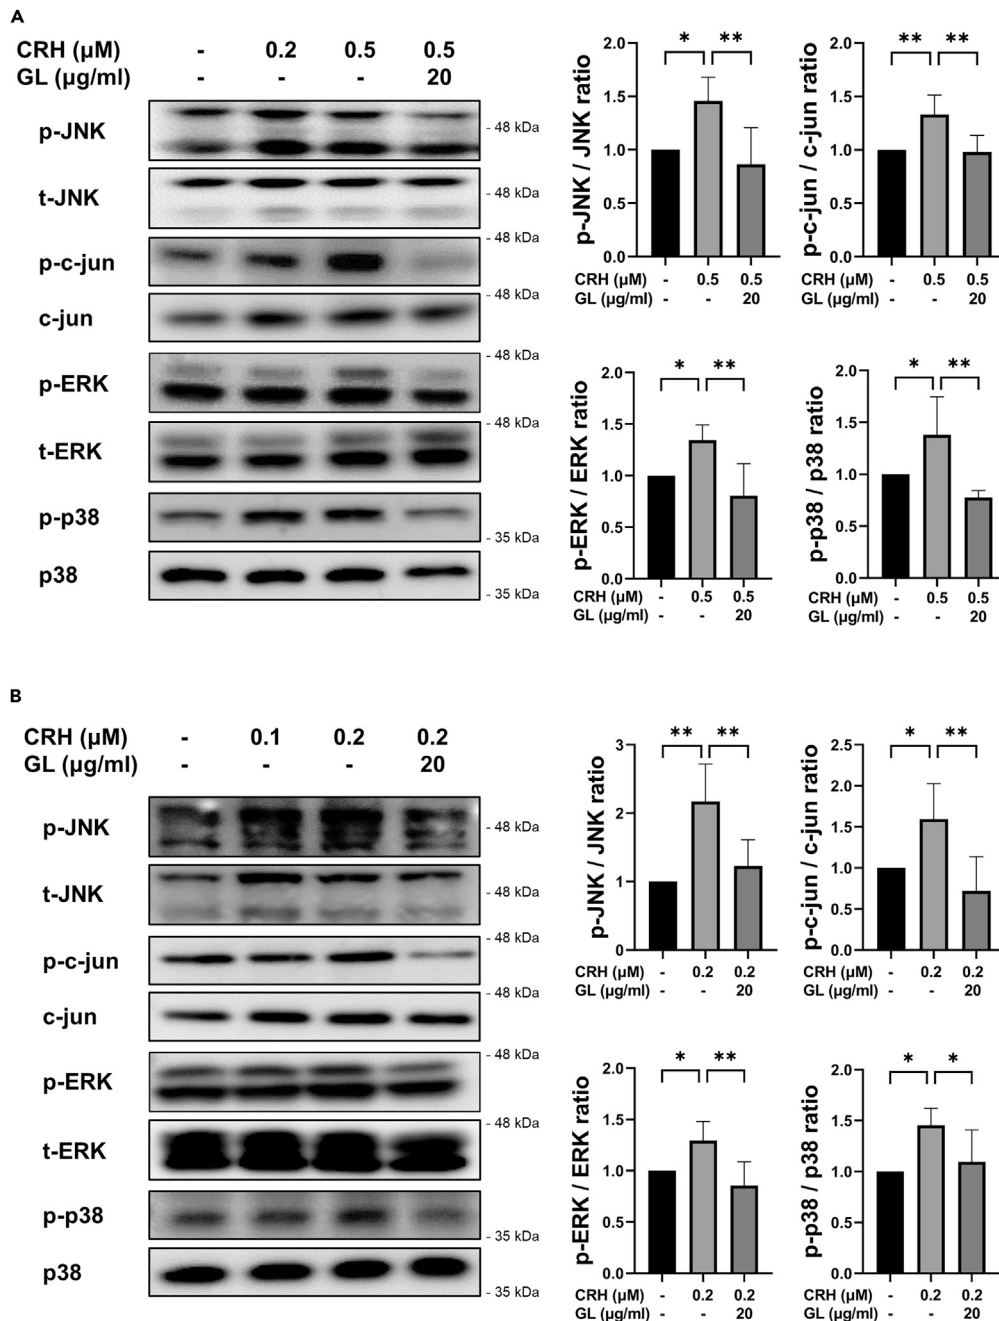 A
CRH (µM) - 0.2 0.5 0.5
GL (µg/ml) - - - 20
p-JNK
- 48 kDa
t-JNK
- 48 kDa
p-c-jun
- 48 kDa
c-jun
- 48 kDa
p-ERK
- 48 kDa
t-ERK
- 48 kDa
p-p38
- 35 kDa
p38
- 35 kDa
p-JNK / JNK ratio
2.0
1.5
1.0
0.5
0.0
* **
CRH (µM) - 0.5 0.5
GL (µg/ml) - - 20
p-c-jun / c-jun ratio
2.0
1.5
1.0
0.5
0.0
** **
CRH (µM) - 0.5 0.5
GL (µg/ml) - - 20
p-ERK / ERK ratio
2.0
1.5
1.0
0.5
0.0
* **
CRH (µM) - 0.5 0.5
GL (µg/ml) - - 20
p-p38 / p38 ratio
2.0
1.5
1.0
0.5
0.0
* **
CRH (µM) - 0.5 0.5
GL (µg/ml) - - 20
B
CRH (µM) - 0.1 0.2 0.2
GL (µg/ml) - - - 20
p-JNK
- 48 kDa
t-JNK
- 48 kDa
p-c-jun
- 48 kDa
c-jun
- 48 kDa
p-ERK
- 48 kDa
t-ERK
- 48 kDa
p-p38
- 35 kDa
p38
- 35 kDa
p-JNK / JNK ratio
3
2
1
0
** **
CRH (µM) - 0.2 0.2
GL (µg/ml) - - 20
p-c-jun / c-jun ratio
2.5
2.0
1.5
1.0
0.5
0.0
* **
CRH (µM) - 0.2 0.2
GL (µg/ml) - - 20
p-ERK / ERK ratio
2.0
1.5
1.0
0.5
0.0
* **
CRH (µM) - 0.2 0.2
GL (µg/ml) - - 20
p-p38 / p38 ratio
2.0
1.5
1.0
0.5
0.0
* *
CRH (µM) - 0.2 0.2
GL (µg/ml) - - 20